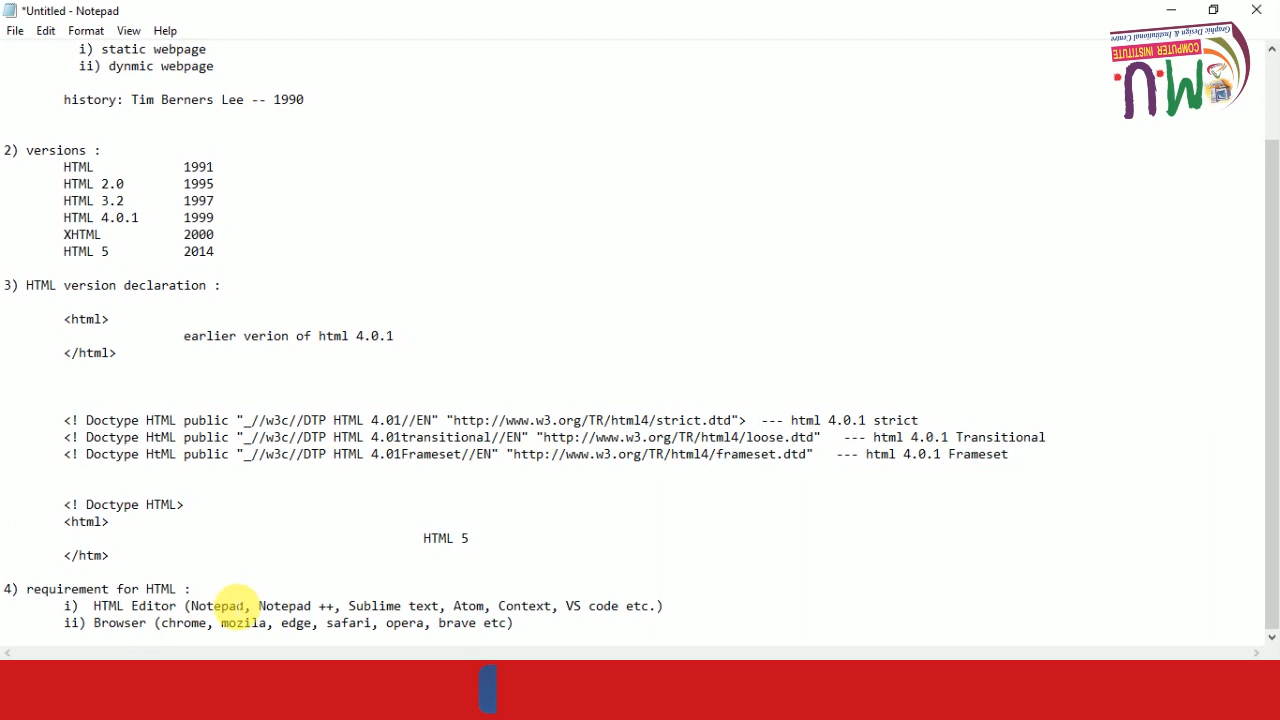 *Untitled - Notepad
File Edit Format View Help
i) static webpage
ii) dynmic webpage
history: Tim Berners Lee -- 1990
2) versions :
HTML 1991
HTML 2.0 1995
HTML 3.2 1997
HTML 4.0.1 1999
XHTML 2000
HTML 5 2014
3) HTML version declaration :
<html>
earlier verion of html 4.0.1
</html>
<! Doctype HTML public "_//w3c//DTP HTML 4.01//EN" "http://www.w3.org/TR/html4/strict.dtd"> --- html 4.0.1 strict
<! Doctype HtML public "_//w3c//DTP HTML 4.01transitional//EN" "http://www.w3.org/TR/html4/loose.dtd" --- html 4.0.1 Transitional
<! Doctype HtML public "_//w3c//DTP HTML 4.01Frameset//EN" "http://www.w3.org/TR/html4/frameset.dtd" --- html 4.0.1 Frameset
<! Doctype HTML>
<html>
HTML 5
</htm>
4) requirement for HTML :
i) HTML Editor (Notepad, Notepad ++, Sublime text, Atom, Context, VS code etc.)
ii) Browser (chrome, mozila, edge, safari, opera, brave etc)
W.U.
COMPUTER INISTITUTE
Graphic Design & Institutional Centre